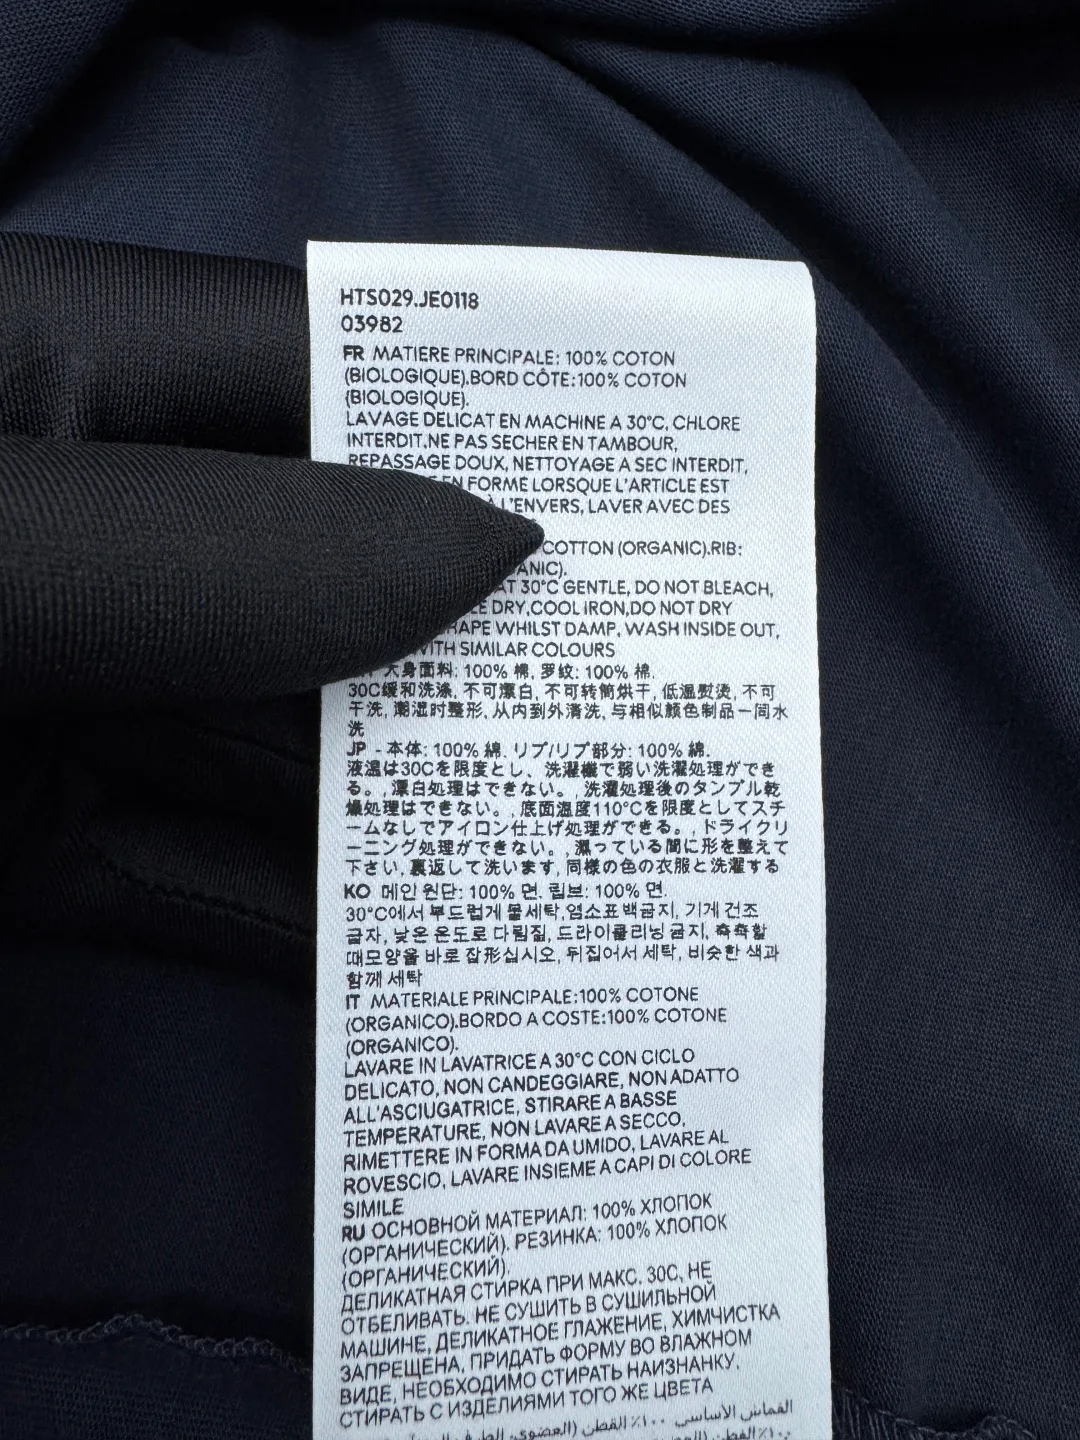 HTS029.JE0118
03982
FR MATIERE PRINCIPALE: 100% COTON
(BIOLOGIQUE).BORD CÔTE:100% COTON
(BIOLOGIQUE).
LAVAGE DELICAT EN MACHINE A 30°C, CHLORE
INTERDIT,NE PAS SECHER EN TAMBOUR,
REPASSAGE DOUX, NETTOYAGE A SEC INTERDIT,
EN FORME LORSQUE L'ARTICLE EST
À L'ENVERS, LAVER AVEC DES
COTTON (ORGANIC).RIB:
AT 30°C GENTLE, DO NOT BLEACH,
DRY,COOL IRON,DO NOT DRY
WHILST DAMP, WASH INSIDE OUT,
WITH SIMILAR COLOURS
大身面料: 100% 棉, 罗纹: 100% 棉.
30C缓和洗涤, 不可漂白, 不可转筒烘干, 低温熨烫, 不可
干洗, 潮湿时整形, 从内到外清洗, 与相似颜色制品一同水
洗
JP - 本体: 100% 綿. リブ/リブ部分: 100% 綿.
液温は30Cを限度とし、洗濯機で弱い洗濯処理ができ
る。, 漂白処理はできない。, 洗濯処理後のタンブル乾
燥処理はできない。, 底面温度110°Cを限度としてスチ
ームなしでアイロン仕上げ処理ができる。, ドライクリ
ーニング処理ができない。, 濡っている間に形を整えて
下さい, 裏返して洗います, 同様の色の衣服と洗濯する
KO 메인 원단: 100% 면. 립브: 100% 면.
30°C에서 부드럽게 물세탁,염소표백금지, 기계 건조
금자, 낮은 온도로 다림질, 드라이클리닝 금지, 축축할
때모양을 바로 잡形십시오, 뒤집어서 세탁, 비슷한 색과
함께 세탁
IT MATERIALE PRINCIPALE:100% COTONE
(ORGANICO).BORDO A COSTE:100% COTONE
(ORGANICO).
LAVARE IN LAVATRICE A 30°C CON CICLO
DELICATO, NON CANDEGGIARE, NON ADATTO
ALL'ASCIUGATRICE, STIRARE A BASSE
TEMPERATURE, NON LAVARE A SECCO,
RIMETTERE IN FORMA DA UMIDO, LAVARE AL
ROVESCIO, LAVARE INSIEME A CAPI DI COLORE
SIMILE
RU ОСНОВНОЙ МАТЕРИАЛ: 100% ХЛОПОК
(ОРГАНИЧЕСКИЙ). РЕЗИНКА: 100% ХЛОПОК
(ОРГАНИЧЕСКИЙ).
ДЕЛИКАТНАЯ СТИРКА ПРИ МАКС. 30С, НЕ
ОТБЕЛИВАТЬ. НЕ СУШИТЬ В СУШИЛЬНОЙ
МАШИНЕ, ДЕЛИКАТНОЕ ГЛАЖЕНИЕ, ХИМЧИСТКА
ЗАПРЕЩЕНА, ПРИДАТЬ ФОРМУ ВО ВЛАЖНОМ
ВИДЕ, НЕОБХОДИМО СТИРАТЬ НАИЗНАНКУ,
СТИРАТЬ С ИЗДЕЛИЯМИ ТОГО ЖЕ ЦВЕТА
القماش الأساسي ١٠٠٪ القطن